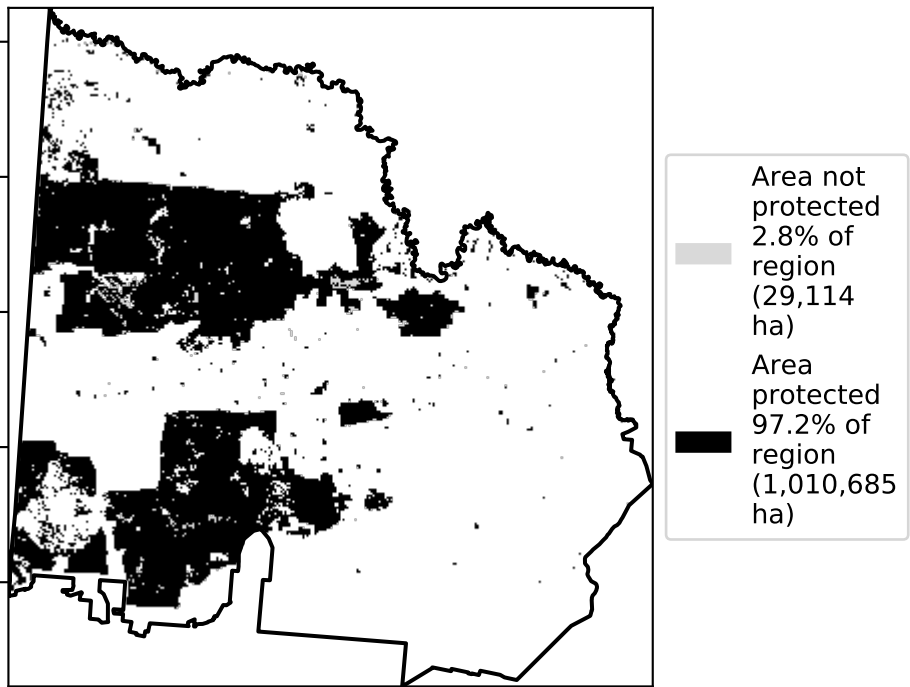 Area not
protected
2.8% of
region
(29,114
ha)
Area
protected
97.2% of
region
(1,010,685
ha)